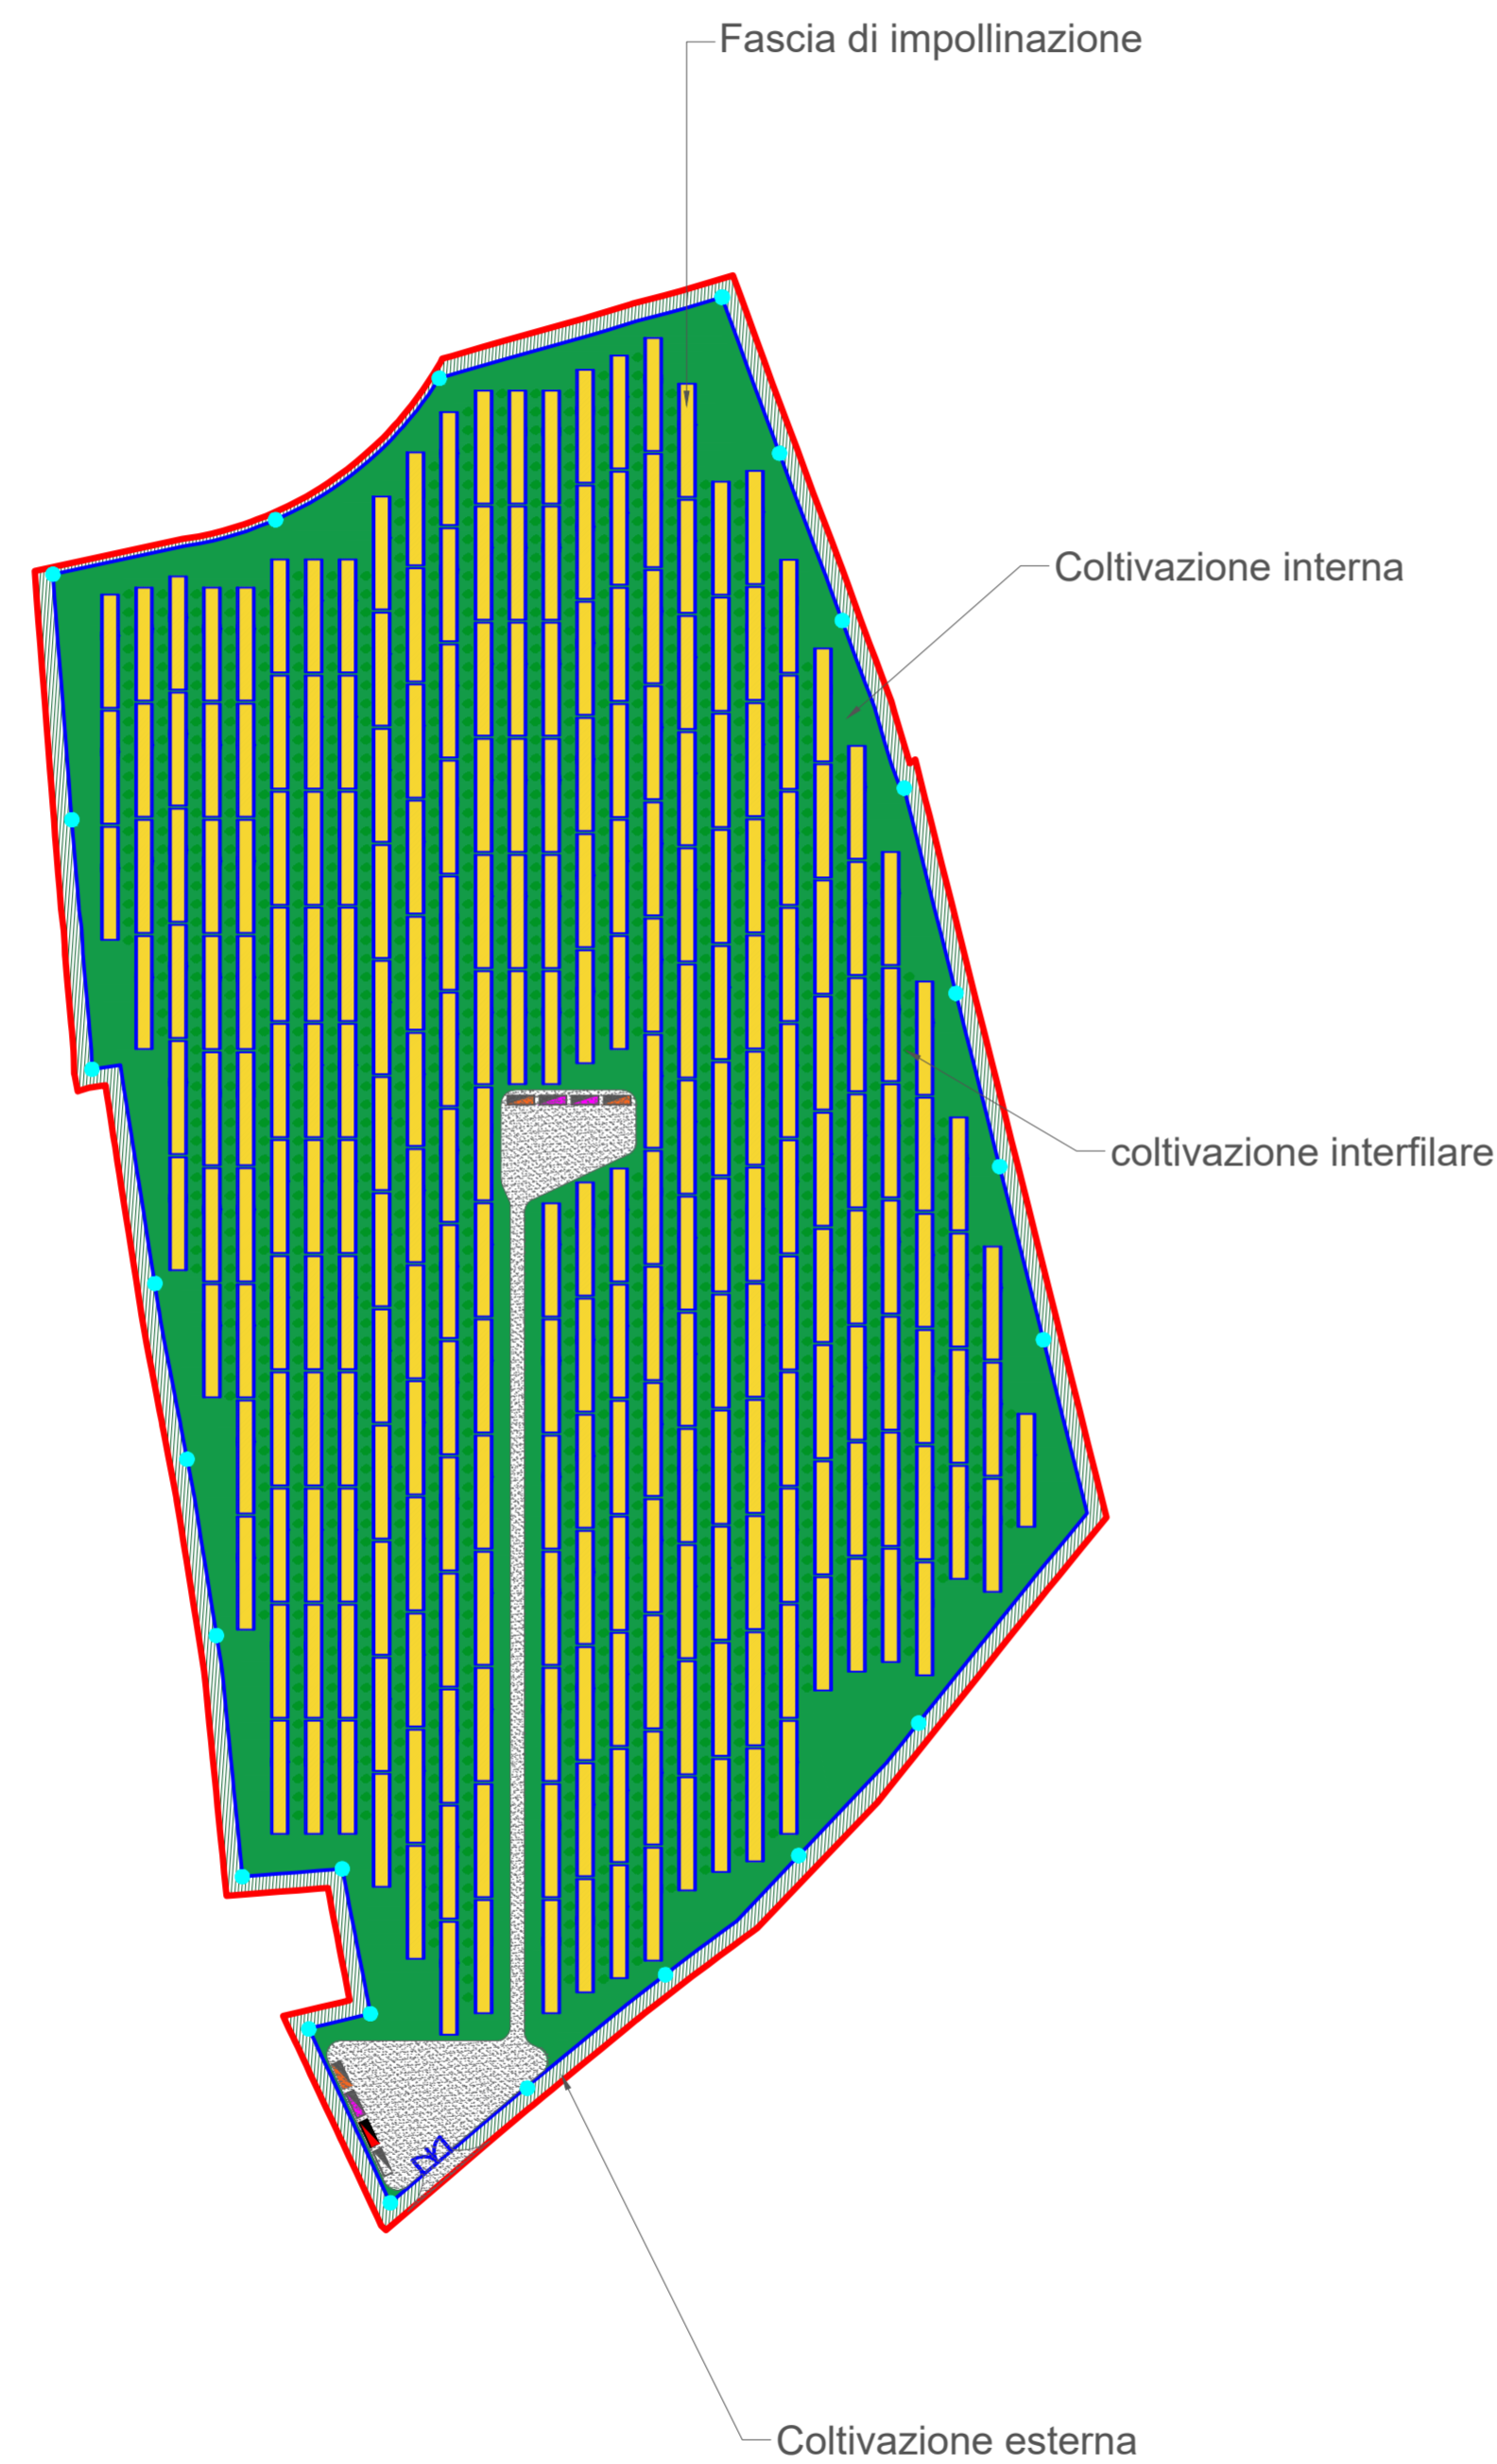 Fascia di impollinazione
Coltivazione interna
coltivazione interfilare
Coltivazione esterna